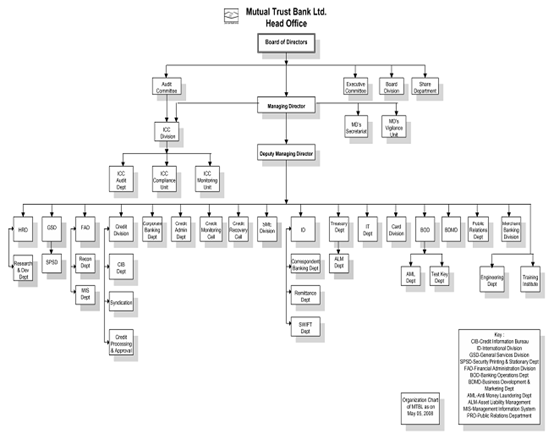 Mutual Trust Bank Ltd.
Head Office
Board of Directors
Audit
Committee
Executive
Committee
Board
Division
Share
Department
Managing Director
ICC
Division
MD's
Secretariat
MD's
Vigilance
Unit
Deputy Managing Director
ICC
Audit
Dept
ICC
Compliance
Unit
ICC
Monitoring
Unit
HRD
GSD
FAD
Credit
Division
Corporate
Banking
Dept
Credit
Admin
Dept
Credit
Monitoring
Cell
Credit
Recovery
Cell
SME
Division
ID
Treasury
Dept
IT
Dept
Card
Division
BOD
BDMD
Public
Relations
Dept
Merchant
Banking
Division
Research
& Dev
Dept
SPSD
Recon
Dept
CIB
Dept
Correspondent
Banking Dept
ALM
Dept
AML
Dept
Test Key
Dept
Engineering
Dept
Training
Institute
MIS
Dept
Syndication
Remittance
Dept
Credit
Processing
& Approval
SWIFT
Dept
Organization Chart
of MTBL as on
May 05, 2008
Key :
CIB-Credit Information Bureau
ID-International Division
GSD-General Services Division
SPSD-Security Printing & Stationary Dept
FAD-Financial Administration Division
BOD-Banking Operations Dept
BDMD-Business Development &
Marketing Dept
AML-Anti Money Loundering Dept
ALM-Asset Liability Management
MIS-Management Information System
PRD-Public Relations Department